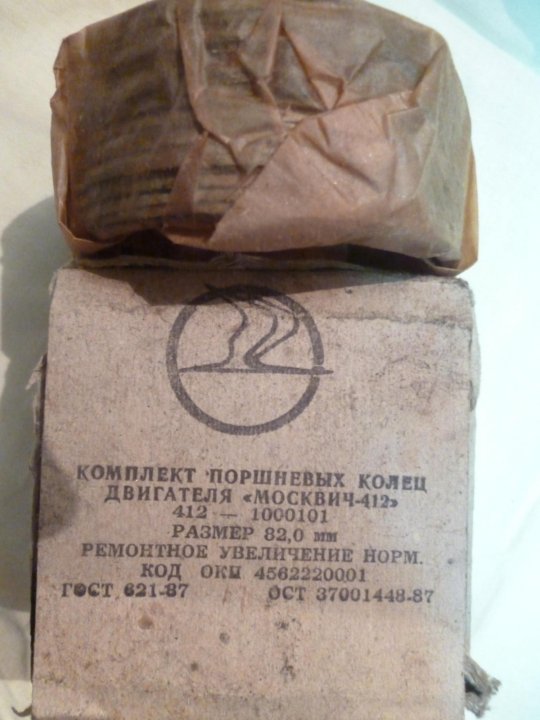 КОМПЛЕКТ ПОРШНЕВЫХ КОЛЕЦ
ДВИГАТЕЛЯ «МОСКВИЧ-412»
412 — 1000101
РАЗМЕР 82,0 мм
РЕМОНТНОЕ УВЕЛИЧЕНИЕ НОРМ.
КОД ОКП 4562220001
ГОСТ 621-87 ОСТ 37001448-87